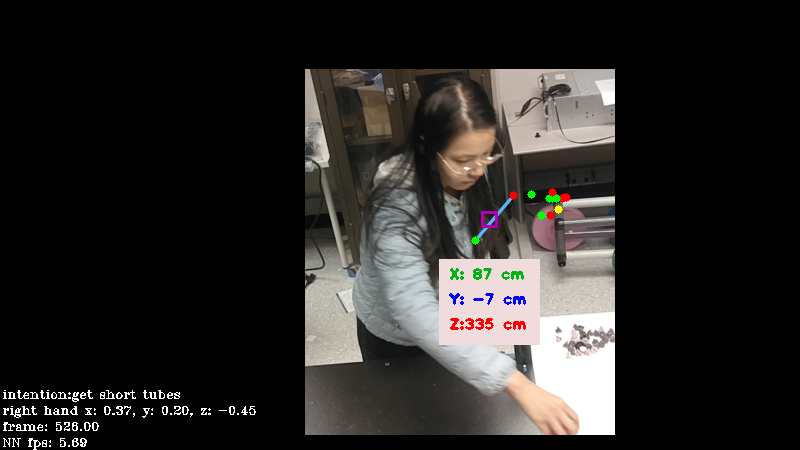 X: 87 cm
Y: -7 cm
Z:335 cm
intention:get short tubes
right hand x: 0.37, y: 0.20, z: -0.45
frame: 526.00
NN fps: 5.69